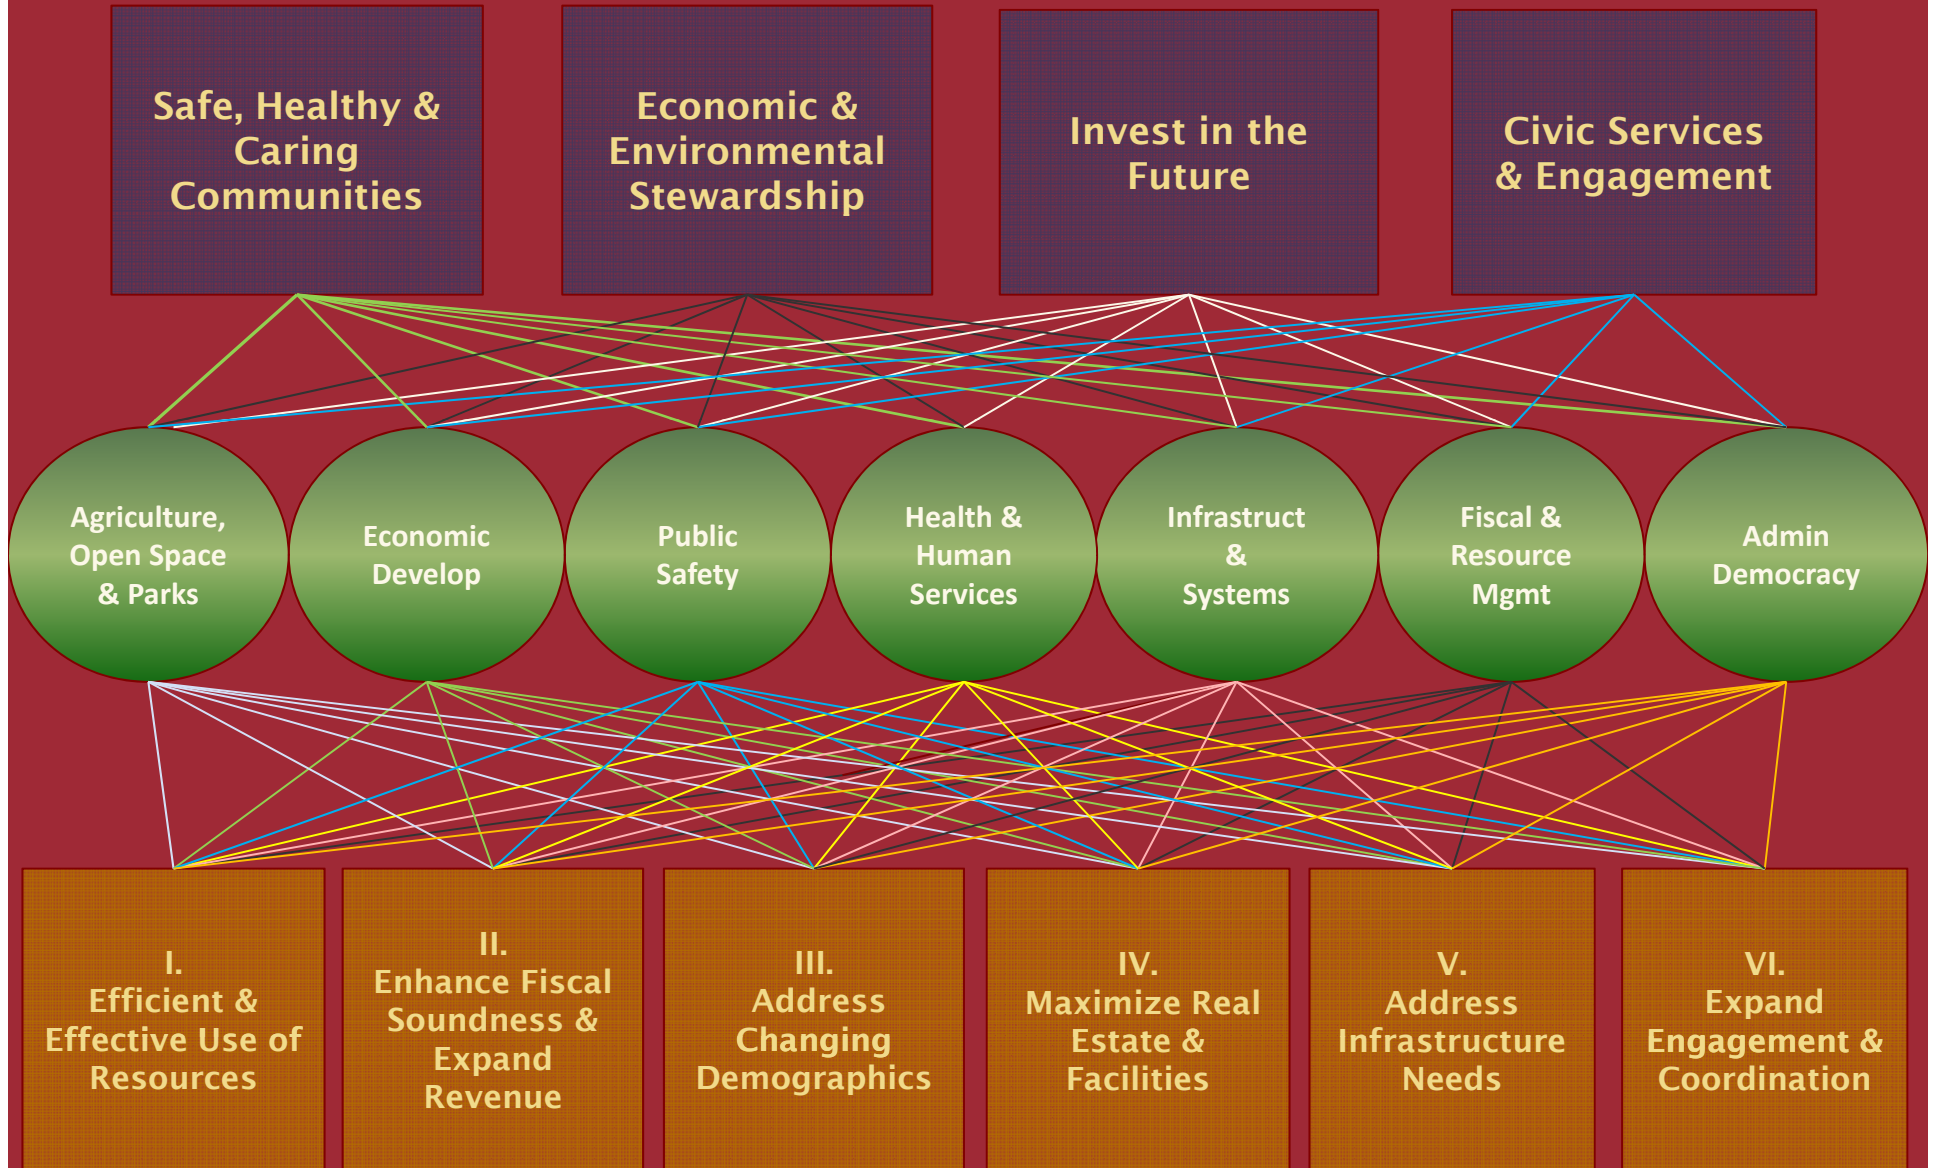 Safe, Healthy &
Caring
Communities
Economic &
Environmental
Stewardship
Invest in the
Future
Civic Services
& Engagement
Agriculture,
Open Space
& Parks
Economic
Develop
Public
Safety
Health &
Human
Services
Infrastruct
&
Systems
Fiscal &
Resource
Mgmt
Admin
Democracy
I.
Efficient &
Effective Use of
Resources
II.
Enhance Fiscal
Soundness &
Expand
Revenue
III.
Address
Changing
Demographics
IV.
Maximize Real
Estate &
Facilities
V.
Address
Infrastructure
Needs
VI.
Expand
Engagement &
Coordination